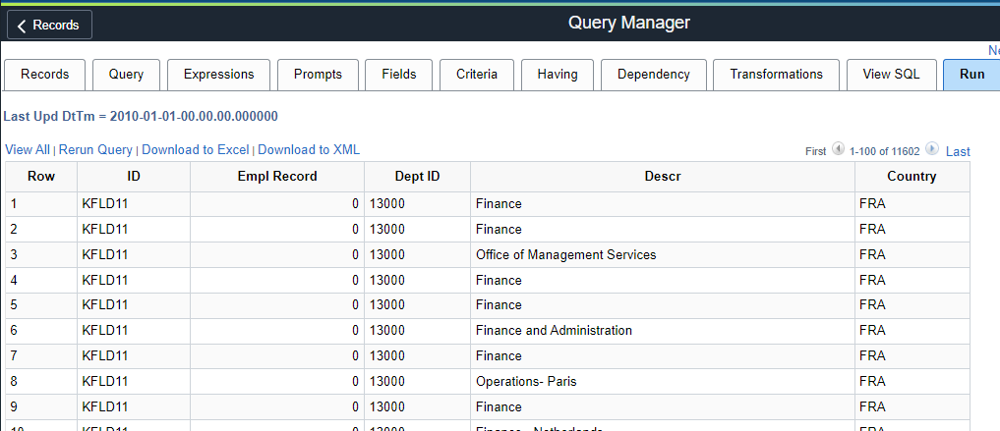 Records
Query Manager
Ne
Records Query Expressions Prompts Fields Criteria Having Dependency Transformations View SQL Run
Last Upd DtTm = 2010-01-01-00.00.00.000000
View All | Rerun Query | Download to Excel | Download to XML First 1-100 of 11602 Last
Row ID Empl Record Dept ID Descr Country
1 KFLD11 0 13000 Finance FRA
2 KFLD11 0 13000 Finance FRA
3 KFLD11 0 13000 Office of Management Services FRA
4 KFLD11 0 13000 Finance FRA
5 KFLD11 0 13000 Finance FRA
6 KFLD11 0 13000 Finance and Administration FRA
7 KFLD11 0 13000 Finance FRA
8 KFLD11 0 13000 Operations- Paris FRA
9 KFLD11 0 13000 Finance FRA
10 KFLD11 0 13000 Finance - Netherlands FRA